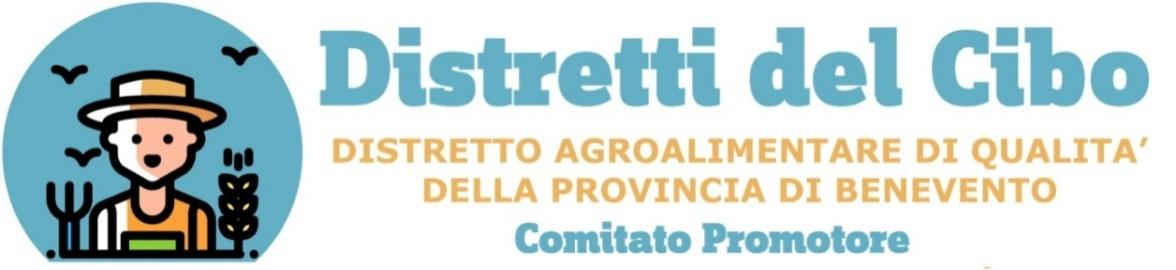 Distretti del Cibo
DISTRETTO AGROALIMENTARE DI QUALITA'
DELLA PROVINCIA DI BENEVENTO
Comitato Promotore